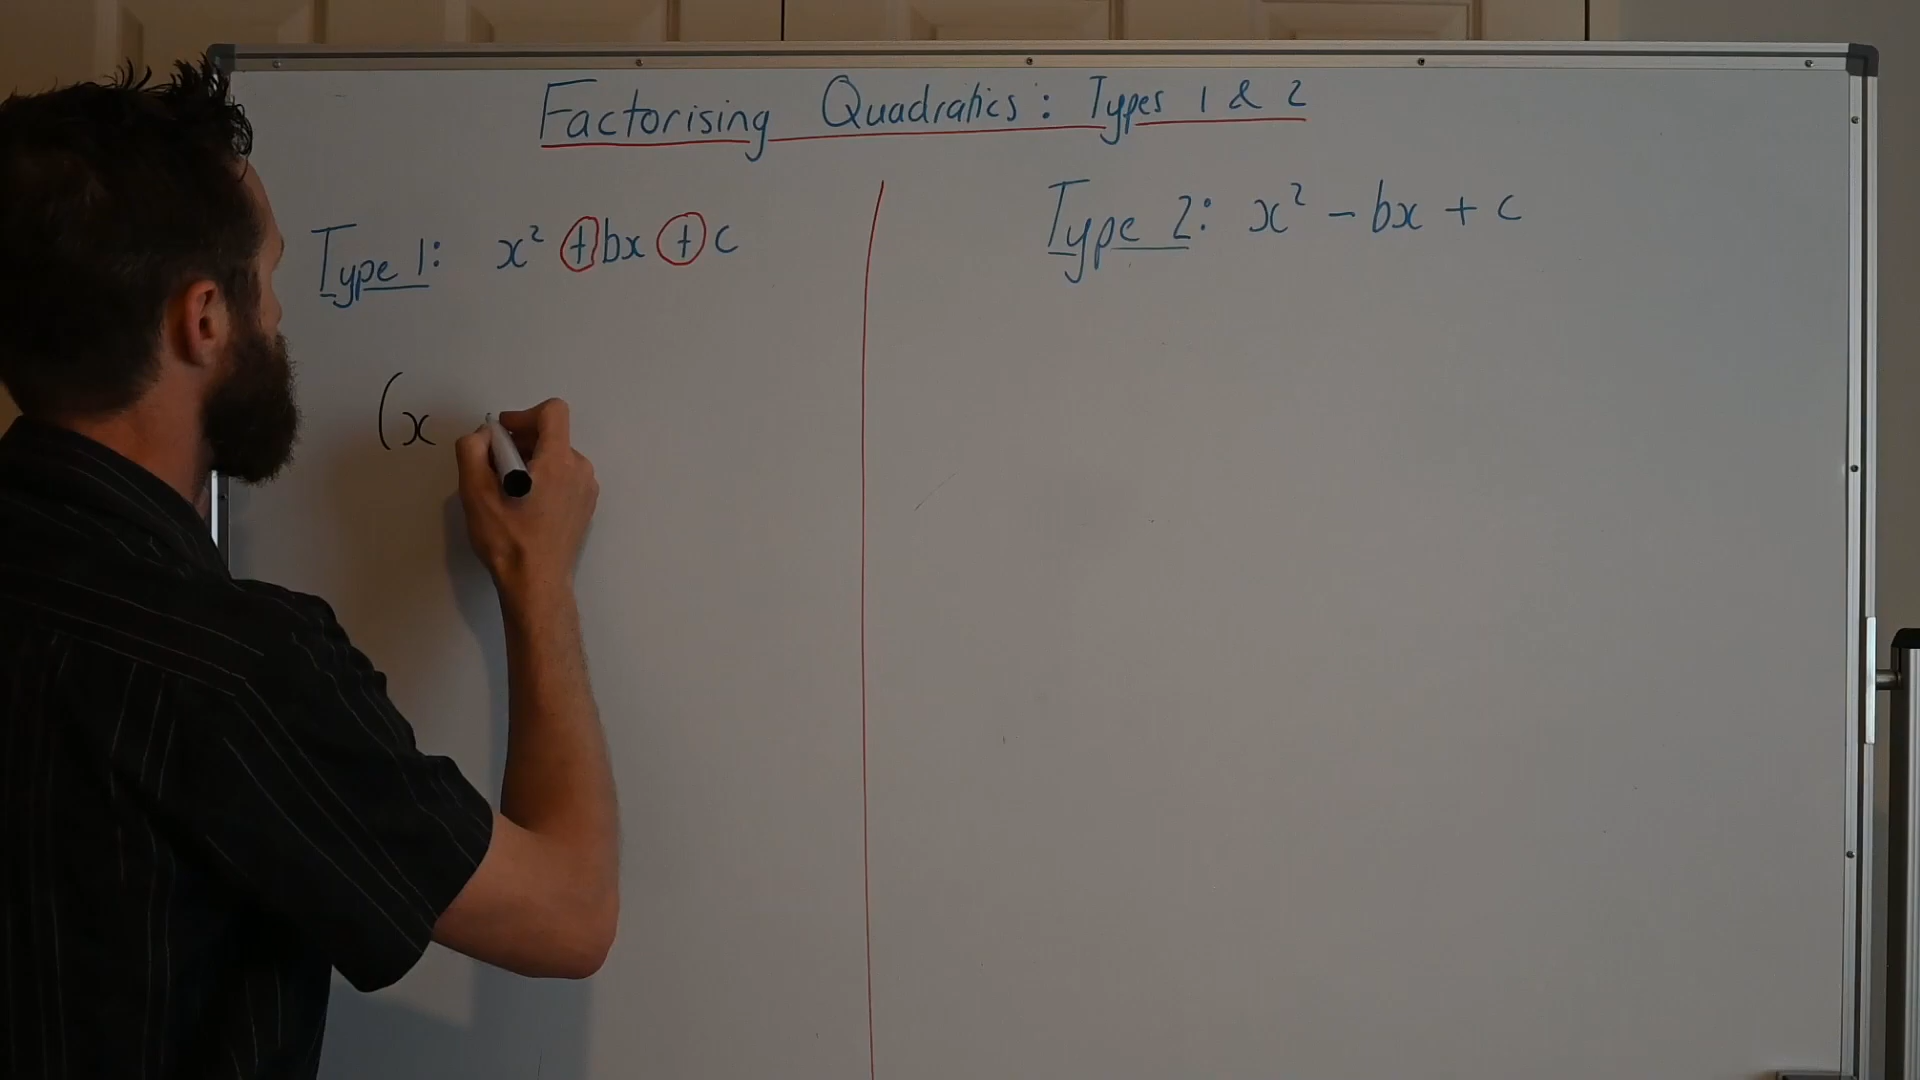 Factorising Quadratics: Types 1 & 2
Type 1: x² + bx + c
(x
Type 2: x² - bx + c